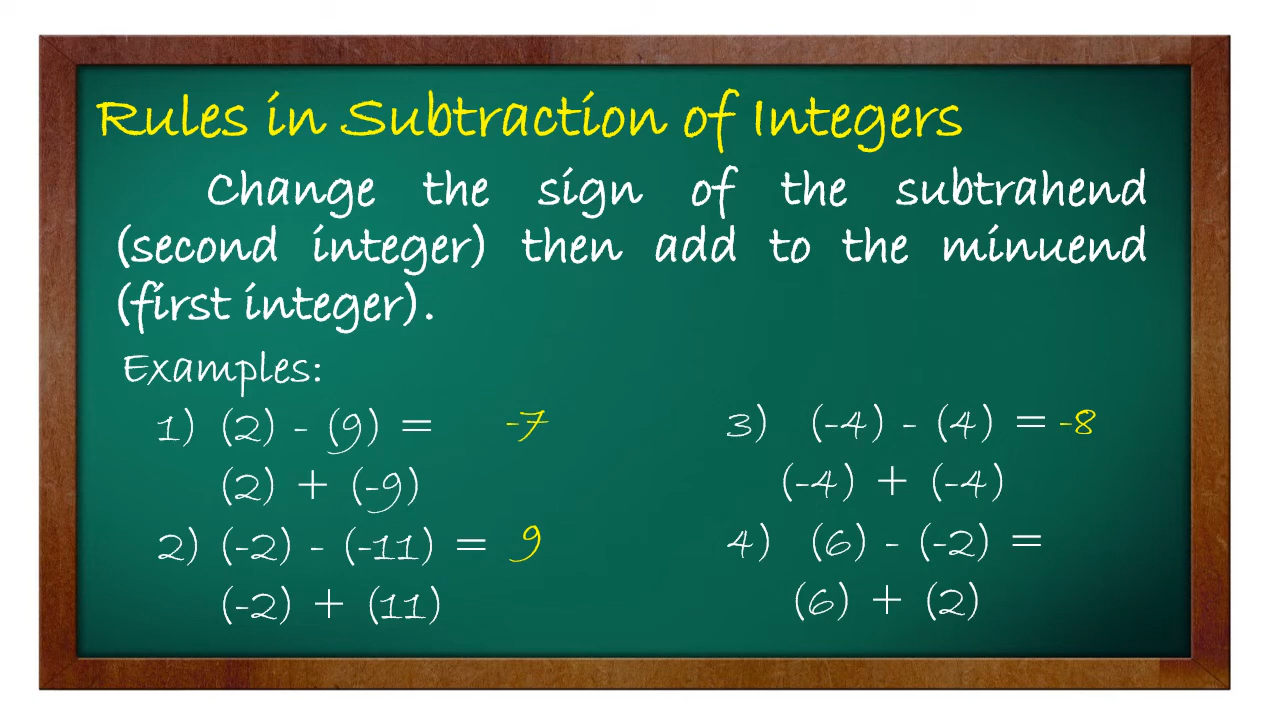 Rules in Subtraction of Integers
Change the sign of the subtrahend
(second integer) then add to the minuend
(first integer).
Examples:
1) (2) - (9) = -7
(2) + (-9)
2) (-2) - (-11) = 9
(-2) + (11)
3) (-4) - (4) = -8
(-4) + (-4)
4) (6) - (-2) =
(6) + (2)